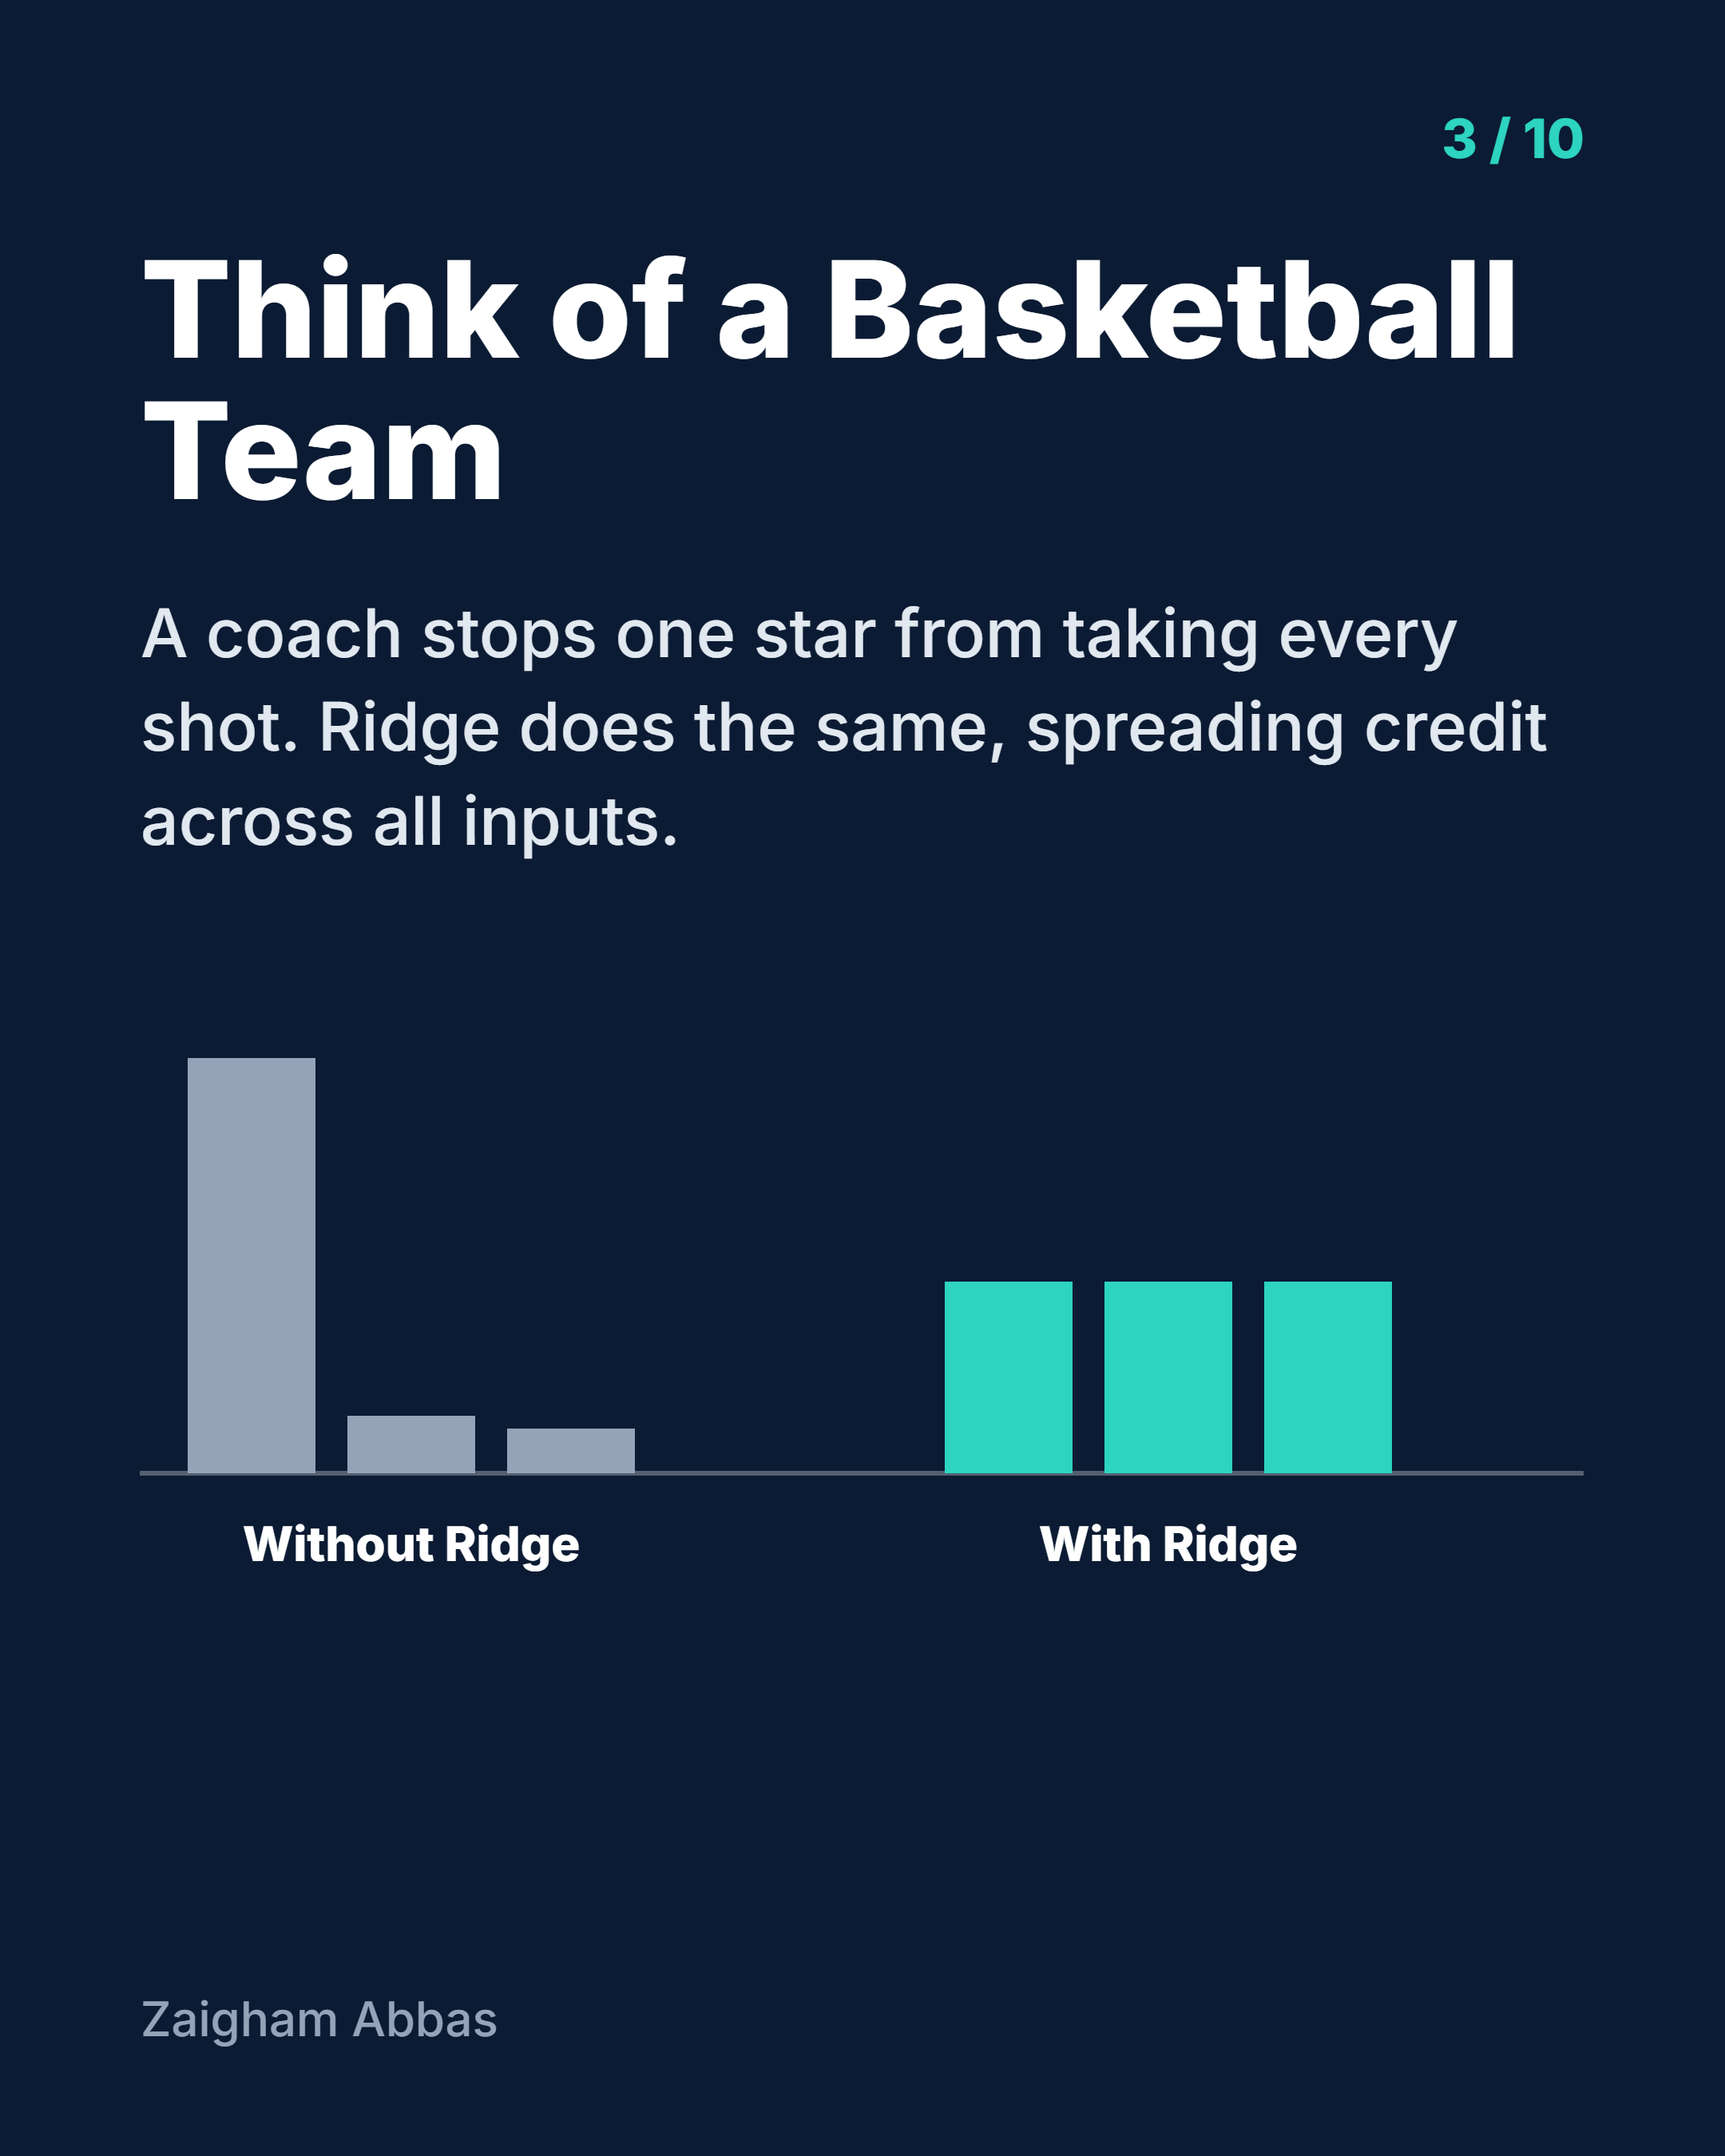 3 / 10
Think of a Basketball
Team
A coach stops one star from taking every
shot. Ridge does the same, spreading credit
across all inputs.
Without Ridge
With Ridge
Zaigham Abbas